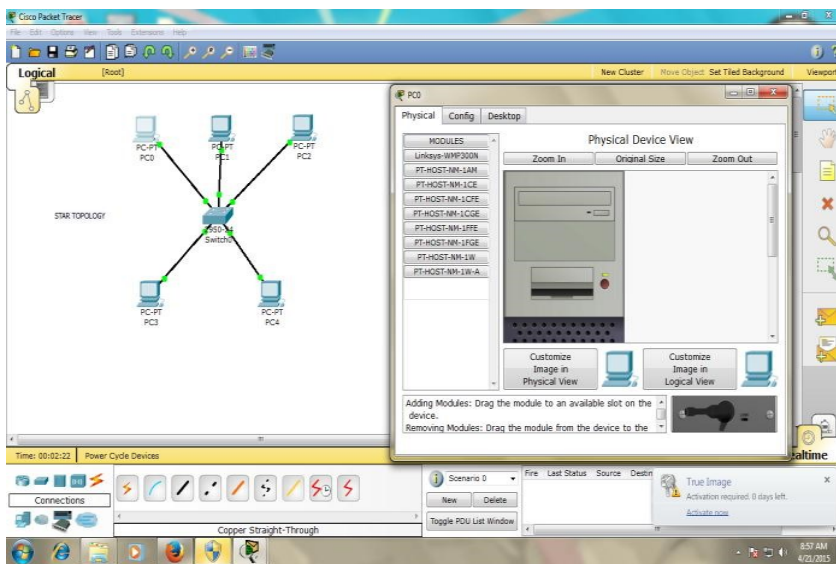 Cisco Packet Tracer
File Edit Options View Tools Extensions Help
Logical
[Root]
New Cluster
Move Object
Set Tiled Background
Viewport
PC-PT
PC0
PC-PT
PC1
PC-PT
PC2
STAR TOPOLOGY
2950-24
Switch0
PC-PT
PC3
PC-PT
PC4
PC0
Physical
Config
Desktop
MODULES
Linksys-WMP300N
PT-HOST-NM-1AM
PT-HOST-NM-1CE
PT-HOST-NM-1CFE
PT-HOST-NM-1CGE
PT-HOST-NM-1FFE
PT-HOST-NM-1FGE
PT-HOST-NM-1W
PT-HOST-NM-1W-A
Physical Device View
Zoom In
Original Size
Zoom Out
Customize
Image in
Physical View
Customize
Image in
Logical View
Adding Modules: Drag the module to an available slot on the
device.
Removing Modules: Drag the module from the device to the
Time: 00:02:22
Power Cycle Devices
ealtime
Connections
Copper Straight-Through
Scenario 0
New
Delete
Toggle PDU List Window
Fire
Last Status
Source
Destin
True Image
Activation required. 0 days left.
Activate now
8:57 AM
4/21/2015